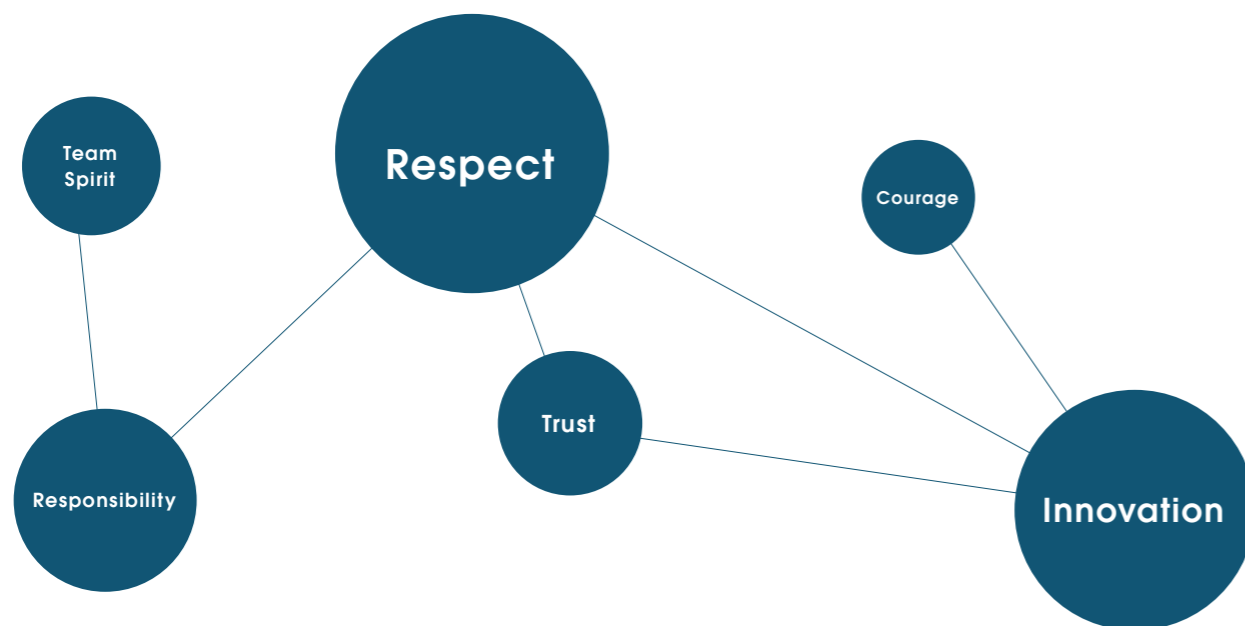 Team
Spirit
Respect
Courage
Trust
Responsibility
Innovation